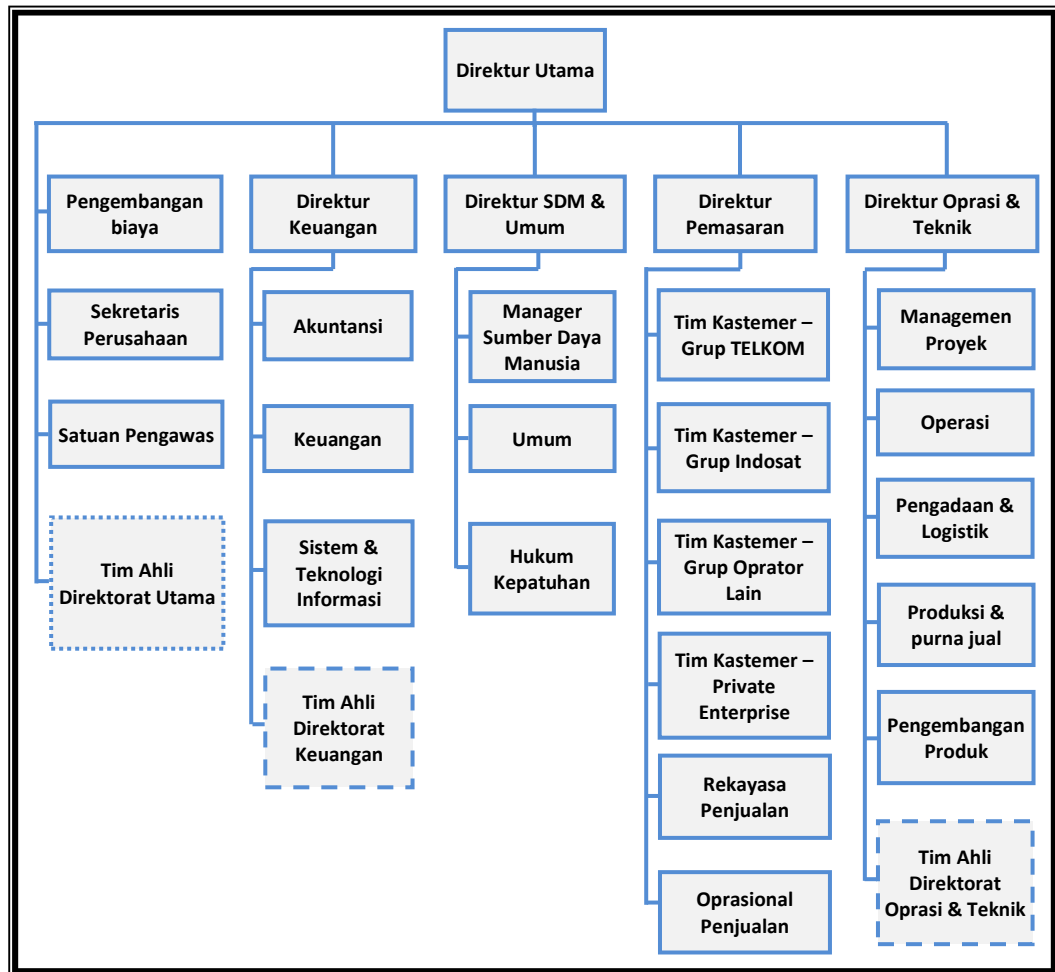 Direktur Utama
Pengembangan
biaya
Sekretaris
Perusahaan
Satuan Pengawas
Tim Ahli
Direktorat Utama
Direktur
Keuangan
Akuntansi
Keuangan
Sistem &
Teknologi
Informasi
Tim Ahli
Direktorat
Keuangan
Direktur SDM &
Umum
Manager
Sumber Daya
Manusia
Umum
Hukum
Kepatuhan
Direktur
Pemasaran
Tim Kastemer –
Grup TELKOM
Tim Kastemer –
Grup Indosat
Tim Kastemer –
Grup Oprator
Lain
Tim Kastemer –
Private
Enterprise
Rekayasa
Penjualan
Oprasional
Penjualan
Direktur Oprasi &
Teknik
Managemen
Proyek
Operasi
Pengadaan &
Logistik
Produksi &
purna jual
Pengembangan
Produk
Tim Ahli
Direktorat
Oprasi & Teknik